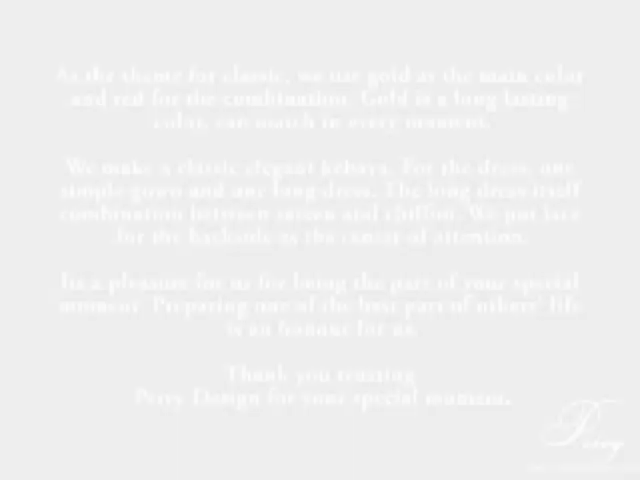 As the theme for classic, we use gold as the main color
and red for the combination. Gold is a long lasting
color, can match in every moment.
We make a classic elegant kebaya. For the dress, one
simple gown and one long dress. The long dress itself
combination between and chiffon. We put lace
for the backside as the center of attention.
Its a pleasure for us for being the part of your special
moment. Preparing one of the best part of others' life
is an honour for us.
Thank you trusting
Design for your special moment.